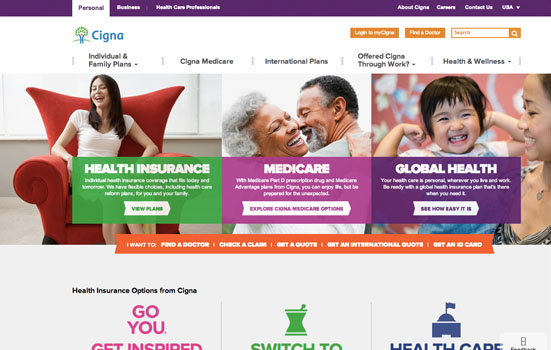 Personal
Business
Health Care Professionals
About Cigna
Careers
Contact Us
USA
Cigna
Login to myCigna
Find a Doctor
Search
Individual &
Family Plans
Cigna Medicare
International Plans
Offered Cigna
Through Work?
Health & Wellness
HEALTH INSURANCE
Individual health insurance coverage that fits today and
tomorrow. We have flexible choices, including health care
reform plans, for you and your family.
VIEW PLANS
MEDICARE
With Medicare Part D prescription drug and Medicare
Advantage plans from Cigna, you can enjoy life, but be
prepared for the unexpected.
EXPLORE CIGNA MEDICARE OPTIONS
GLOBAL HEALTH
Your health care is personal, wherever you live and work.
Be ready with a global health insurance plan that's there
when you need it.
SEE HOW EASY IT IS
I WANT TO: FIND A DOCTOR | CHECK A CLAIM | GET A QUOTE | GET AN INTERNATIONAL QUOTE | GET AN ID CARD
Health Insurance Options from Cigna
GO
YOU.
GET INSPIRED
SWITCH TO
HEALTH CARE
Feedback